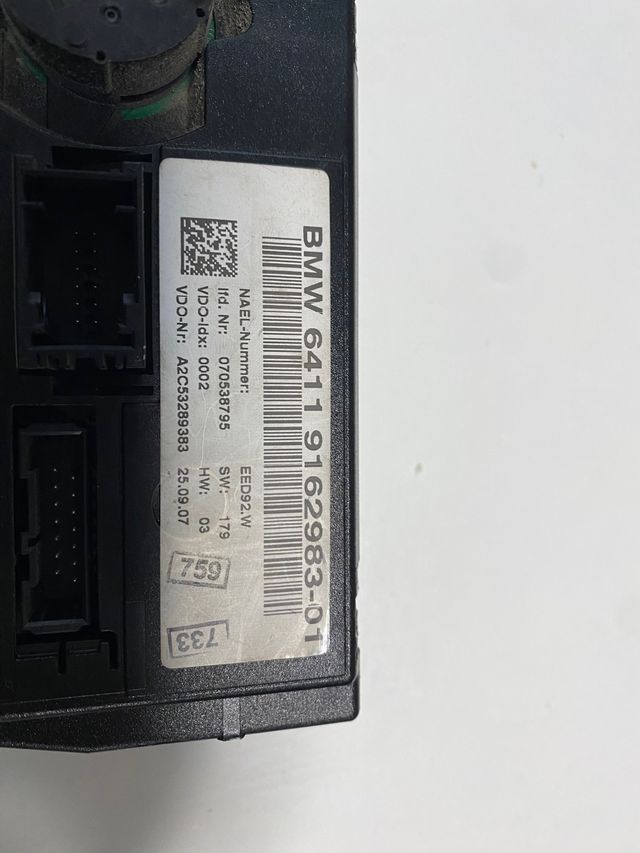 BMW 6411 9162983-01
NAEL-Nummer: EED92.W
lfd. Nr: 070538795 SW: 179
VDO-Idx: 0002 HW: 03
VDO-Nr: A2C53289383 25.09.07
759
733